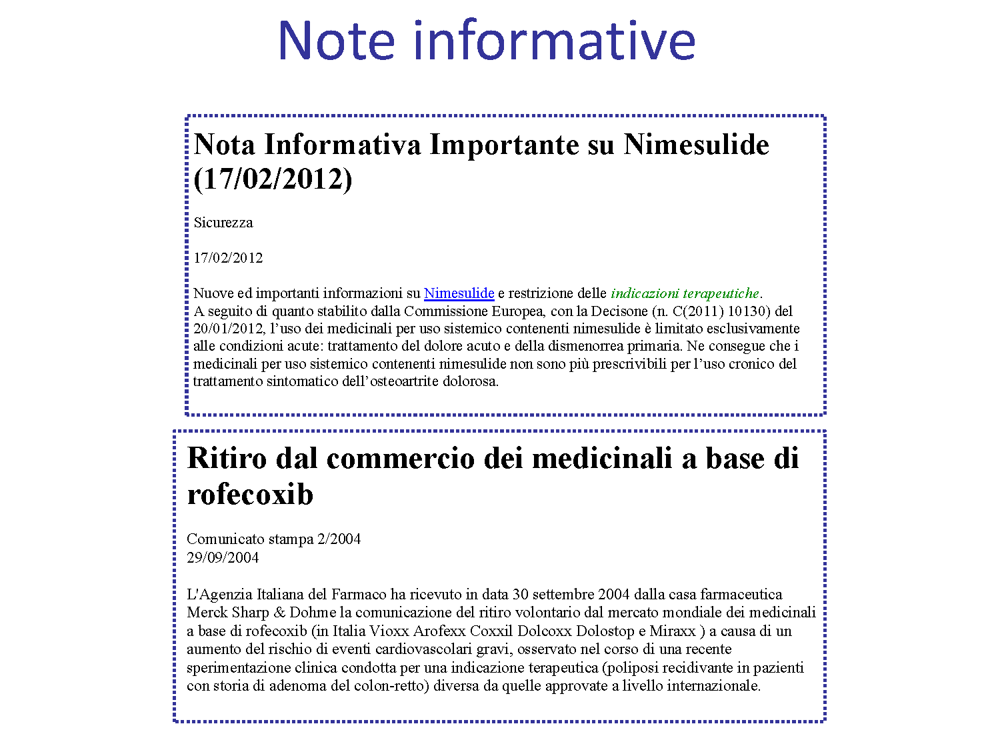 Note informative
Nota Informativa Importante su Nimesulide
(17/02/2012)
Sicurezza
17/02/2012
Nuove ed importanti informazioni su Nimesulide e restrizione delle indicazioni terapeutiche.
A seguito di quanto stabilito dalla Commissione Europea, con la Decisone (n. C(2011) 10130) del
20/01/2012, l’uso dei medicinali per uso sistemico contenenti nimesulide è limitato esclusivamente
alle condizioni acute: trattamento del dolore acuto e della dismenorrea primaria. Ne consegue che i
medicinali per uso sistemico contenenti nimesulide non sono più prescrivibili per l’uso cronico del
trattamento sintomatico dell’osteoartrite dolorosa.
Ritiro dal commercio dei medicinali a base di
rofecoxib
Comunicato stampa 2/2004
29/09/2004
L'Agenzia Italiana del Farmaco ha ricevuto in data 30 settembre 2004 dalla casa farmaceutica
Merck Sharp & Dohme la comunicazione del ritiro volontario dal mercato mondiale dei medicinali
a base di rofecoxib (in Italia Vioxx Arofexx Coxxil Dolcoxx Dolostop e Miraxx ) a causa di un
aumento del rischio di eventi cardiovascolari gravi, osservato nel corso di una recente
sperimentazione clinica condotta per una indicazione terapeutica (poliposi recidivante in pazienti
con storia di adenoma del colon-retto) diversa da quelle approvate a livello internazionale.